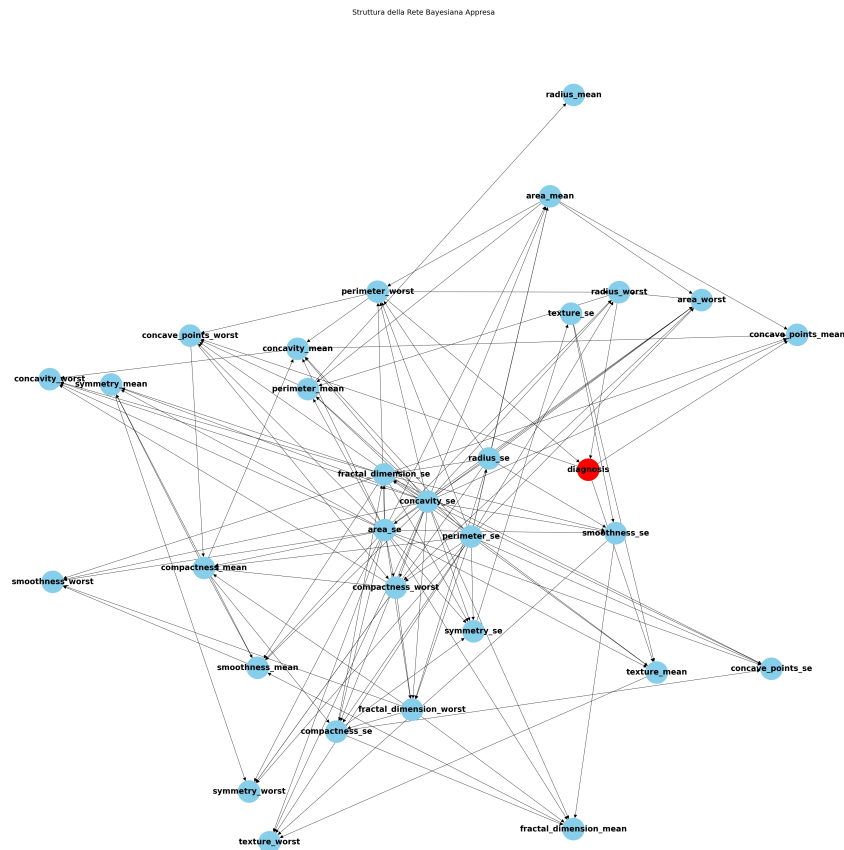 Struttura della Rete Bayesiana Appresa
radius_mean
area_mean
perimeter_worst
radius_worst
area_worst
texture_se
concave_points_worst
concave_points_mean
concavity_mean
concavity_worst
symmetry_mean
perimeter_mean
radius_se
diagnosis
fractal_dimension_se
concavity_se
area_se
perimeter_se
smoothness_se
compactness_mean
smoothness_worst
compactness_worst
symmetry_se
smoothness_mean
texture_mean
concave_points_se
fractal_dimension_worst
compactness_se
symmetry_worst
fractal_dimension_mean
texture_worst